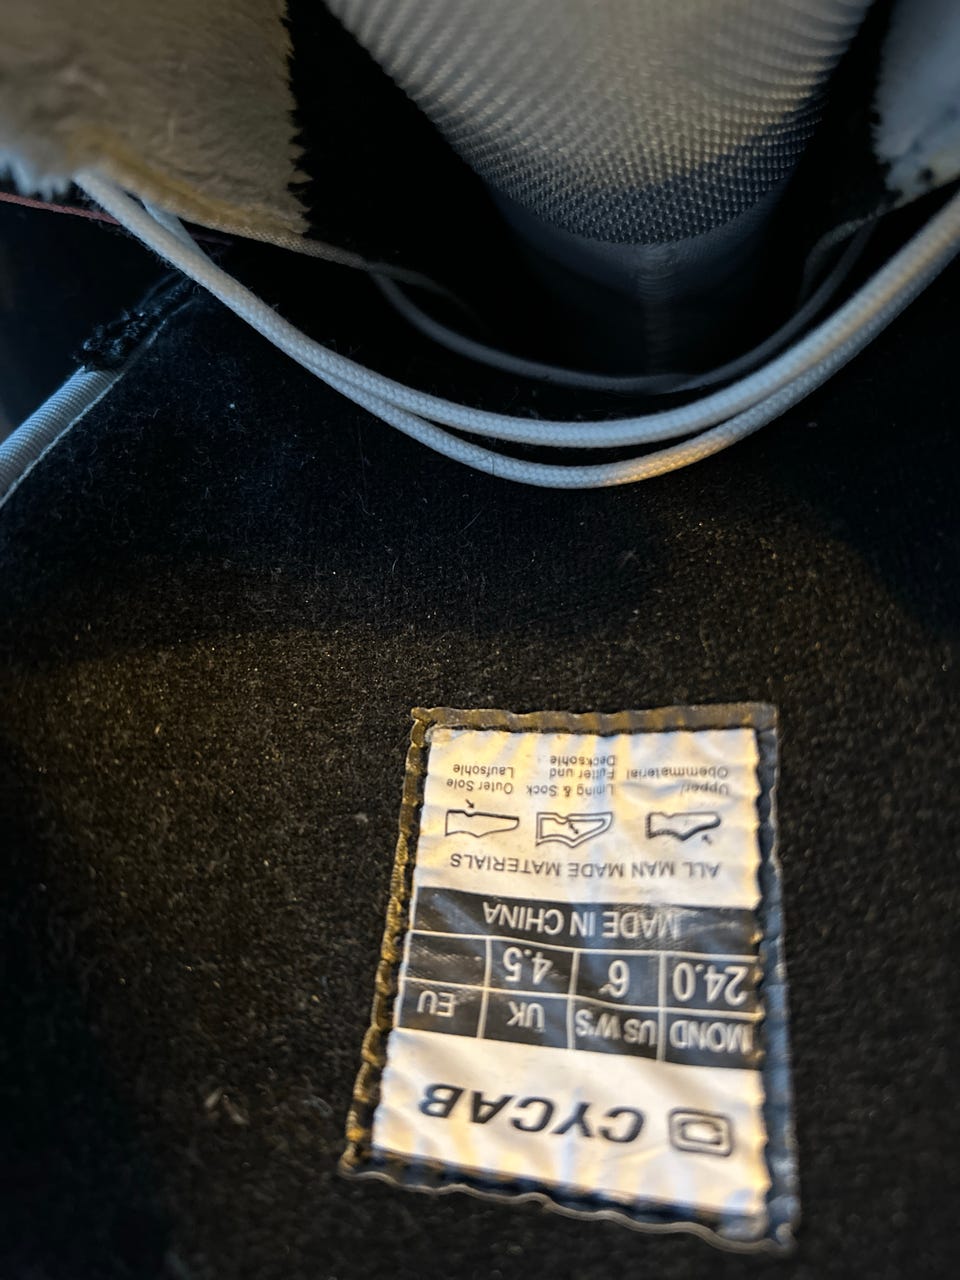 CYCAB
MOND US W'S UK EU
24.0 6 4.5
MADE IN CHINA
ALL MAN MADE MATERIALS
Upper/ Lining & Sock Outer Sole
Obermmaterial Futter und Laufsohle
Decksohle